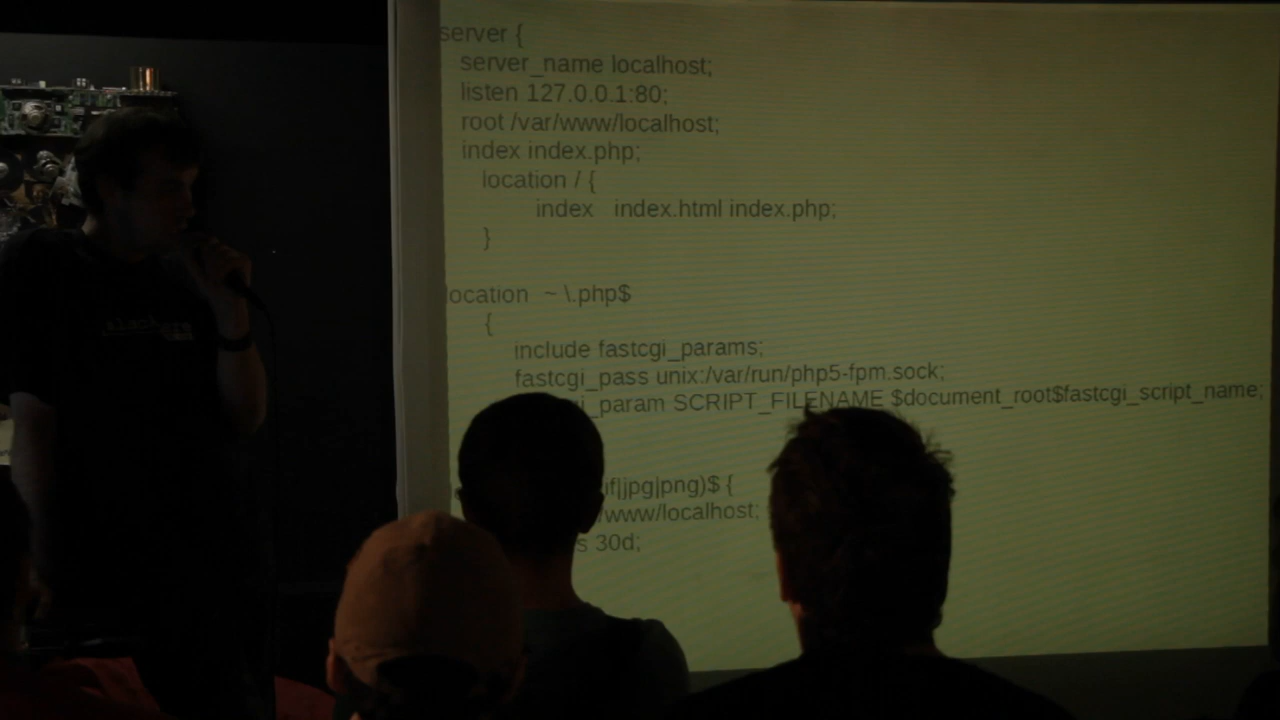 server {
server_name localhost;
listen 127.0.0.1:80;
root /var/www/localhost;
index index.php;
location / {
index index.html index.php;
}
location ~ \.php$
{
include fastcgi_params;
fastcgi_pass unix:/var/run/php5-fpm.sock;
gi_param SCRIPT_FILENAME $document_root$fastcgi_script_name;
if|jpg|png)$ {
/www/localhost;
s 30d;